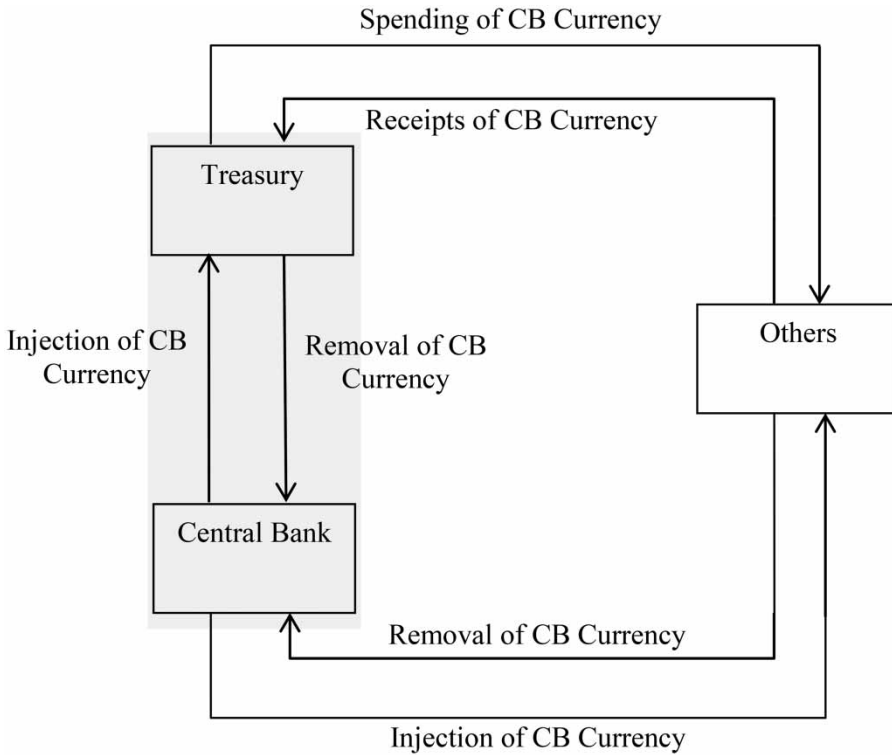 Spending of CB Currency
Receipts of CB Currency
Treasury
Injection of CB
Currency
Removal of CB
Currency
Others
Central Bank
Removal of CB Currency
Injection of CB Currency